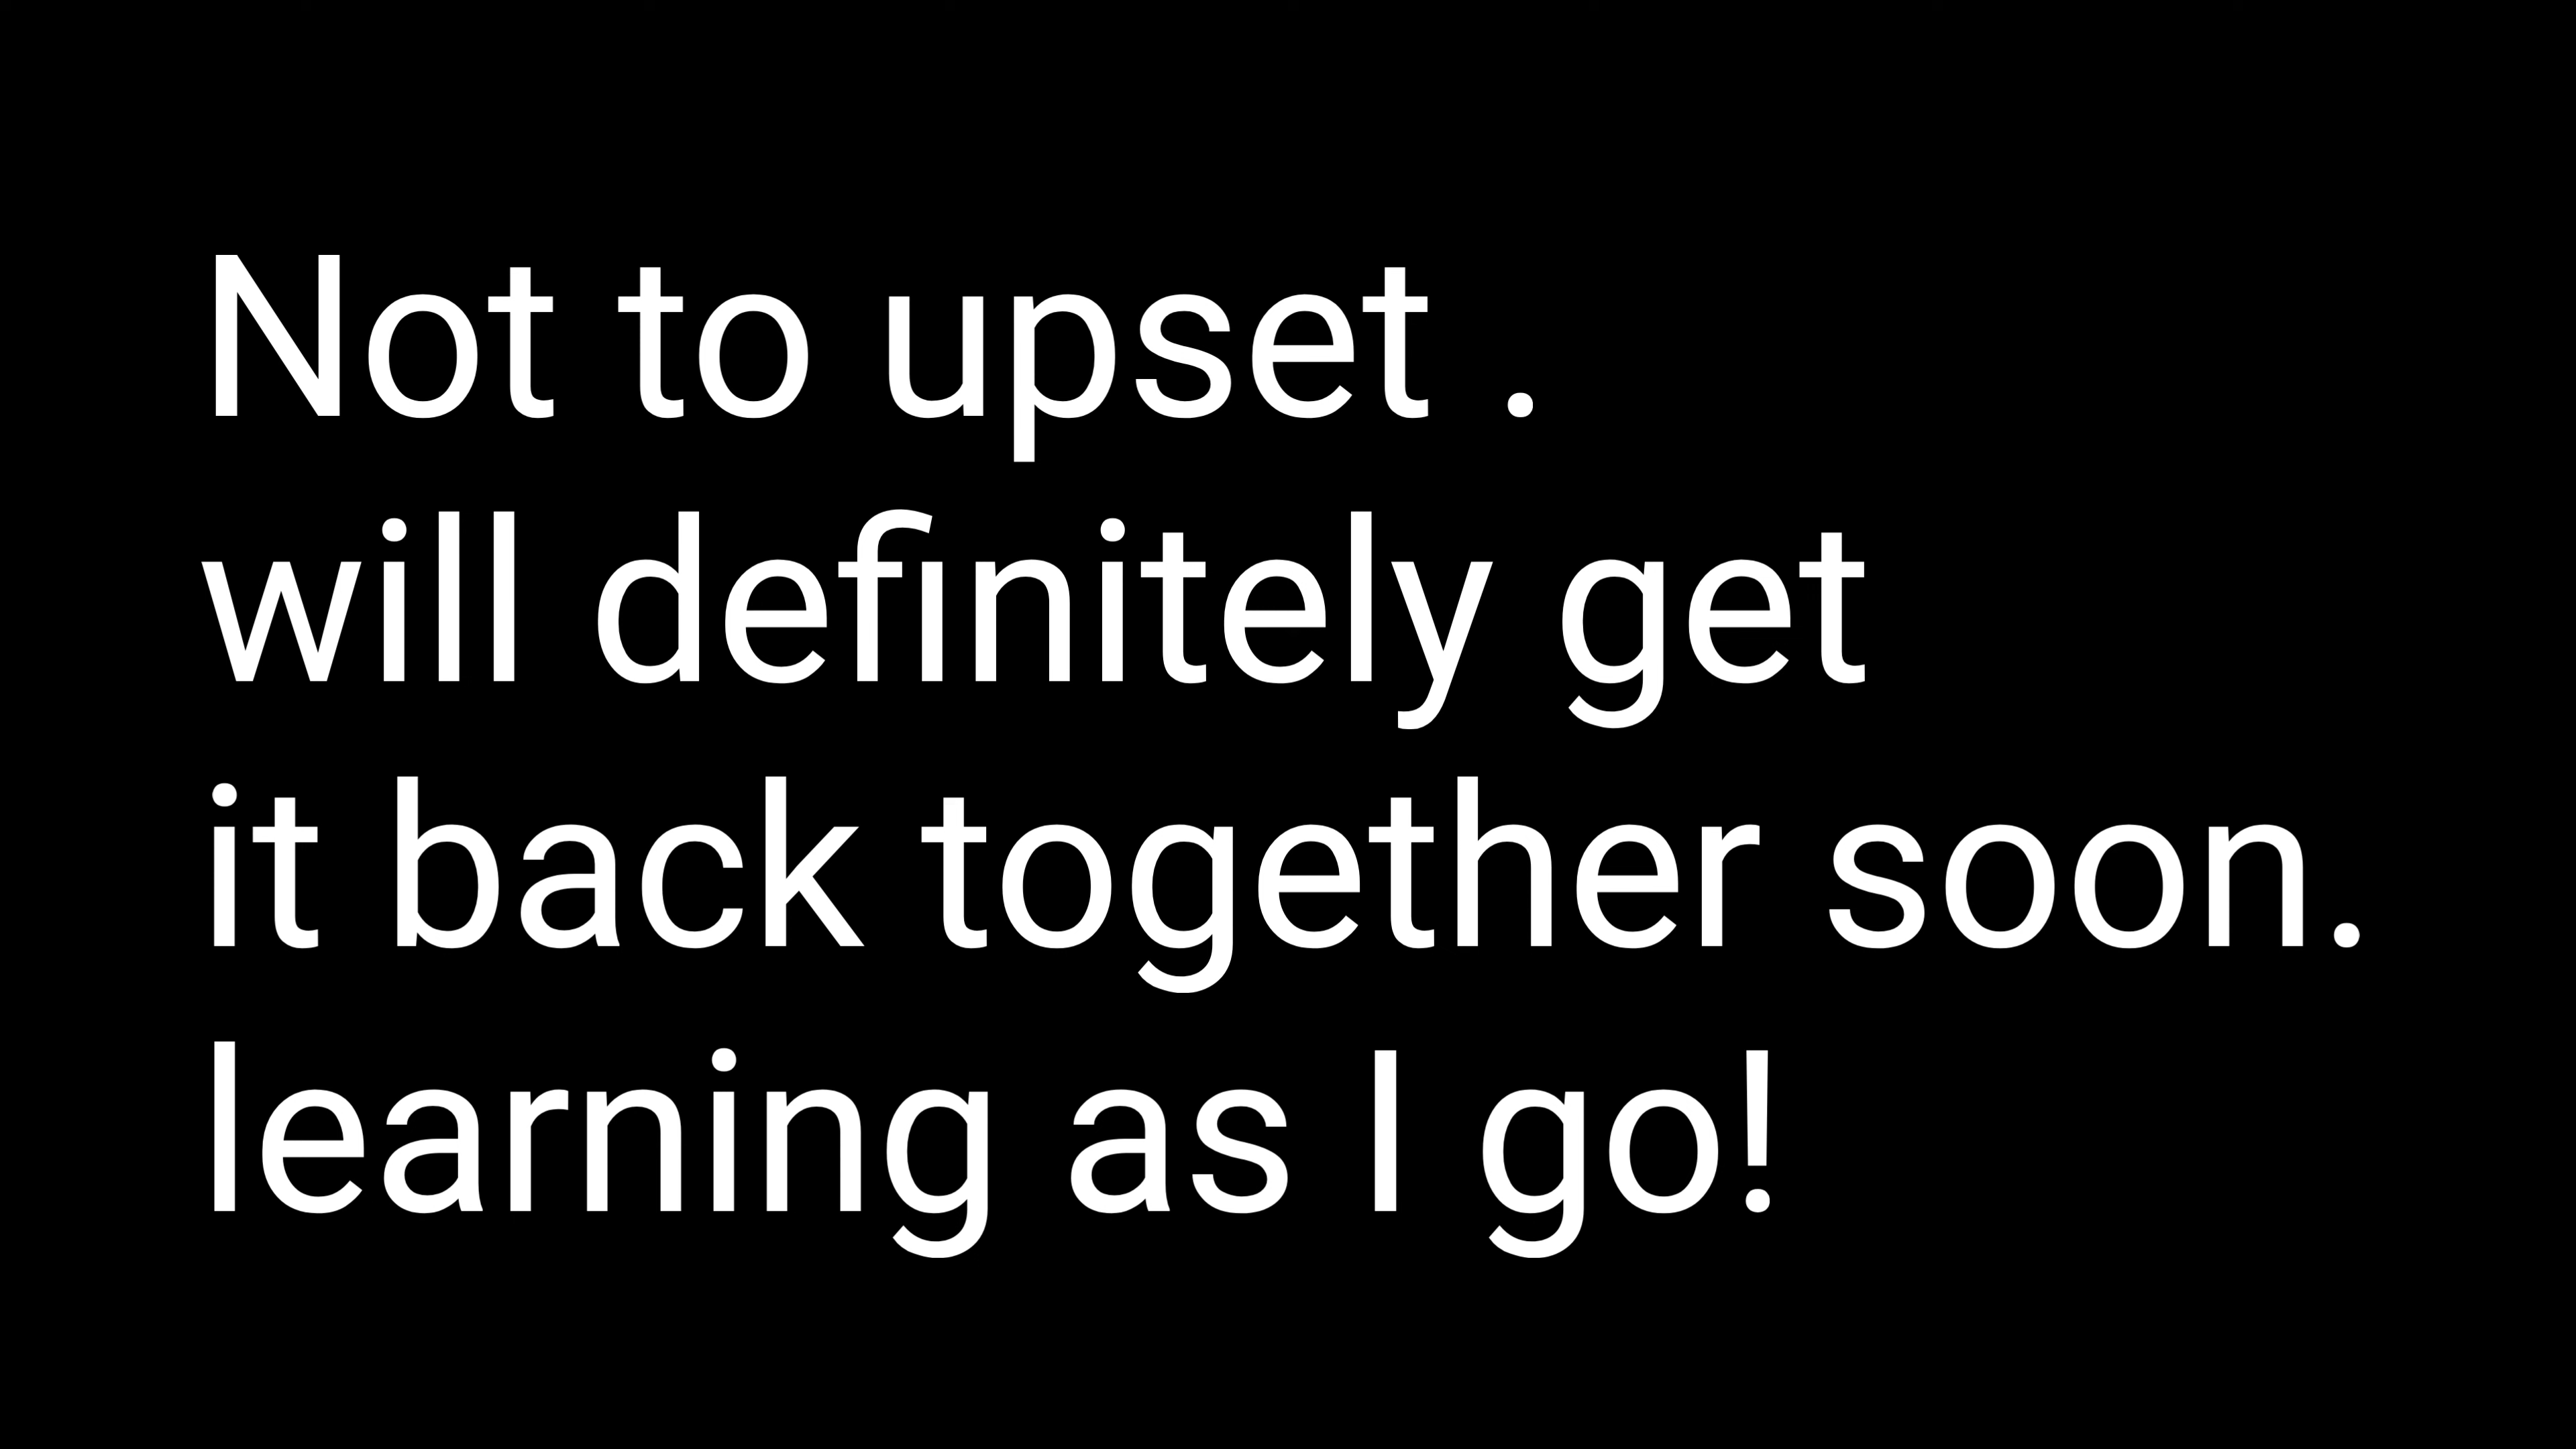 Not to upset .
will definitely get
it back together soon.
learning as I go!